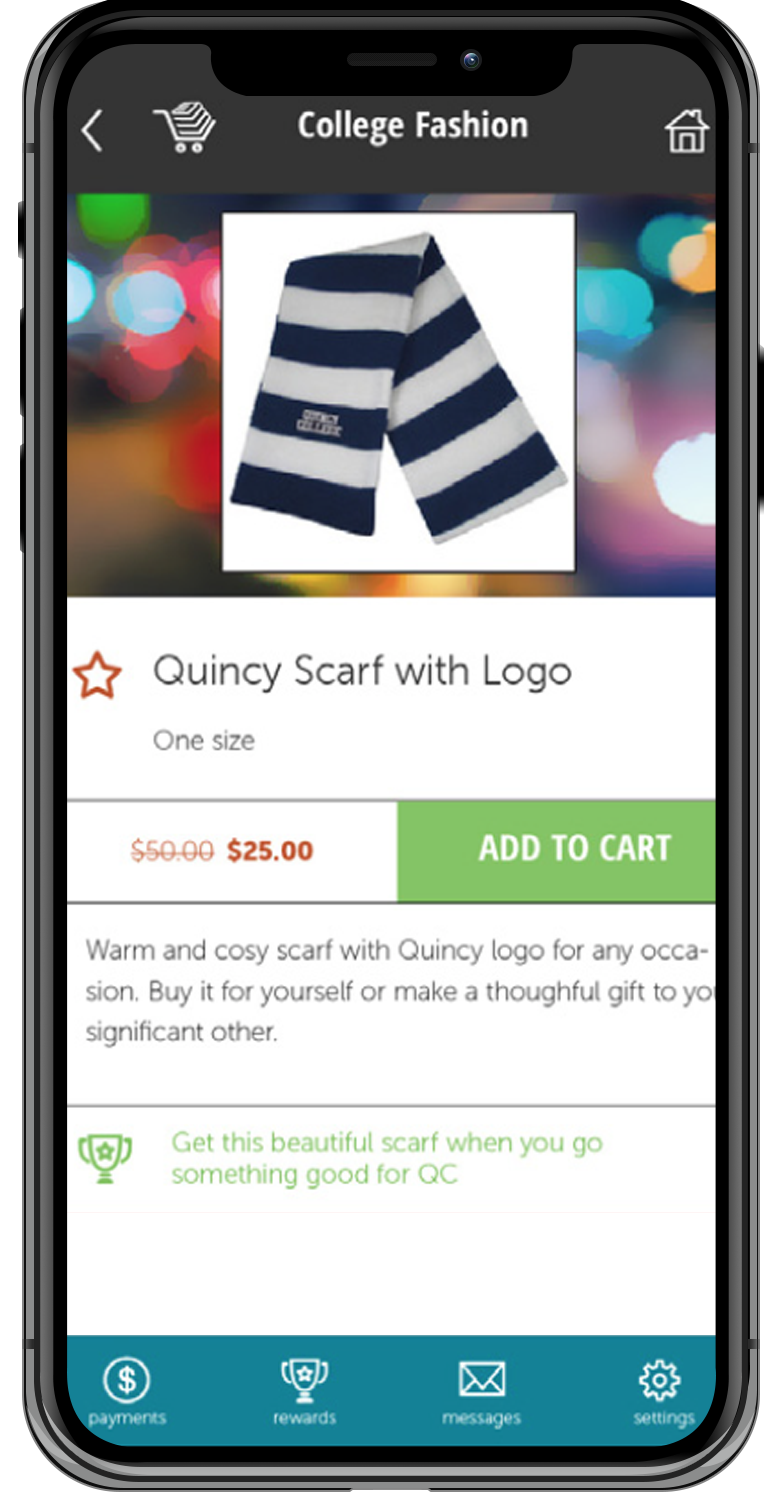 College Fashion
QUINCY
COLLEGE
Quincy Scarf with Logo
One size
$50.00 $25.00
ADD TO CART
Warm and cosy scarf with Quincy logo for any occa-
sion. Buy it for yourself or make a thoughful gift to you
significant other.
Get this beautiful scarf when you go
something good for QC
$
payments
rewards
messages
settings